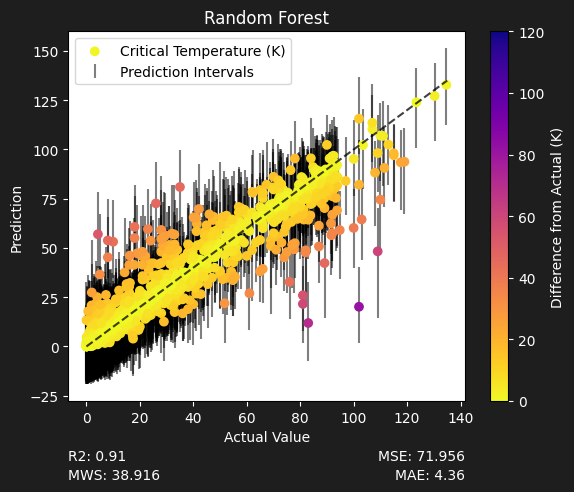 Random Forest
Critical Temperature (K)
Prediction Intervals
Prediction
150
125
100
75
50
25
0
−25
0
20
40
60
80
100
120
140
Actual Value
120
100
80
60
40
20
0
Difference from Actual (K)
R2: 0.91
MSE: 71.956
MWS: 38.916
MAE: 4.36